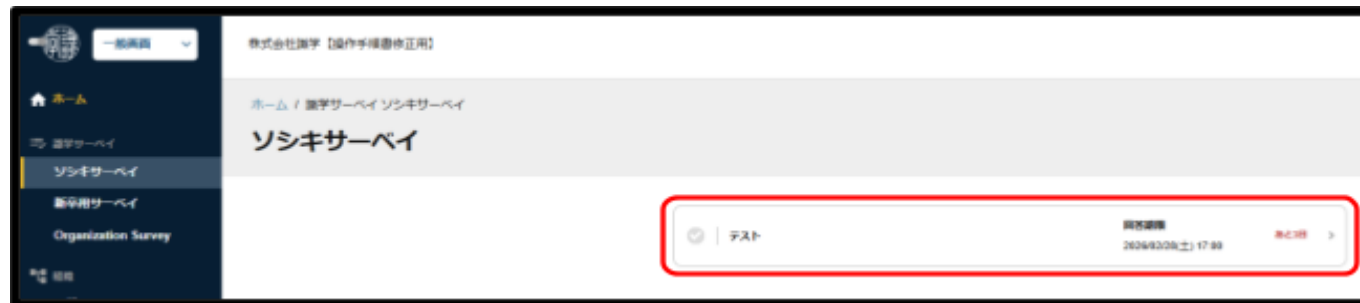 一般画面
株式会社識学【操作手順書修正用】
ホーム
ホーム / 識学サーベイ ソシキサーベイ
識学サーベイ
ソシキサーベイ
ソシキサーベイ
新卒用サーベイ
Organization Survey
テスト
回答期限
2026/02/28(土) 17:00
あと3日
組織